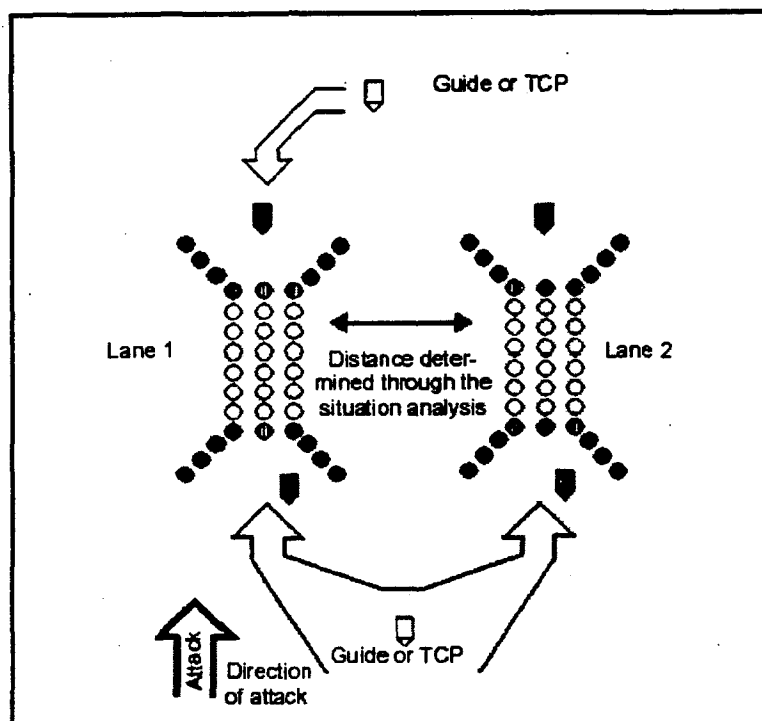 Guide or TCP
Lane 1
Distance deter-
mined through the
situation analysis
Lane 2
Attack
Direction
of attack
Guide or TCP